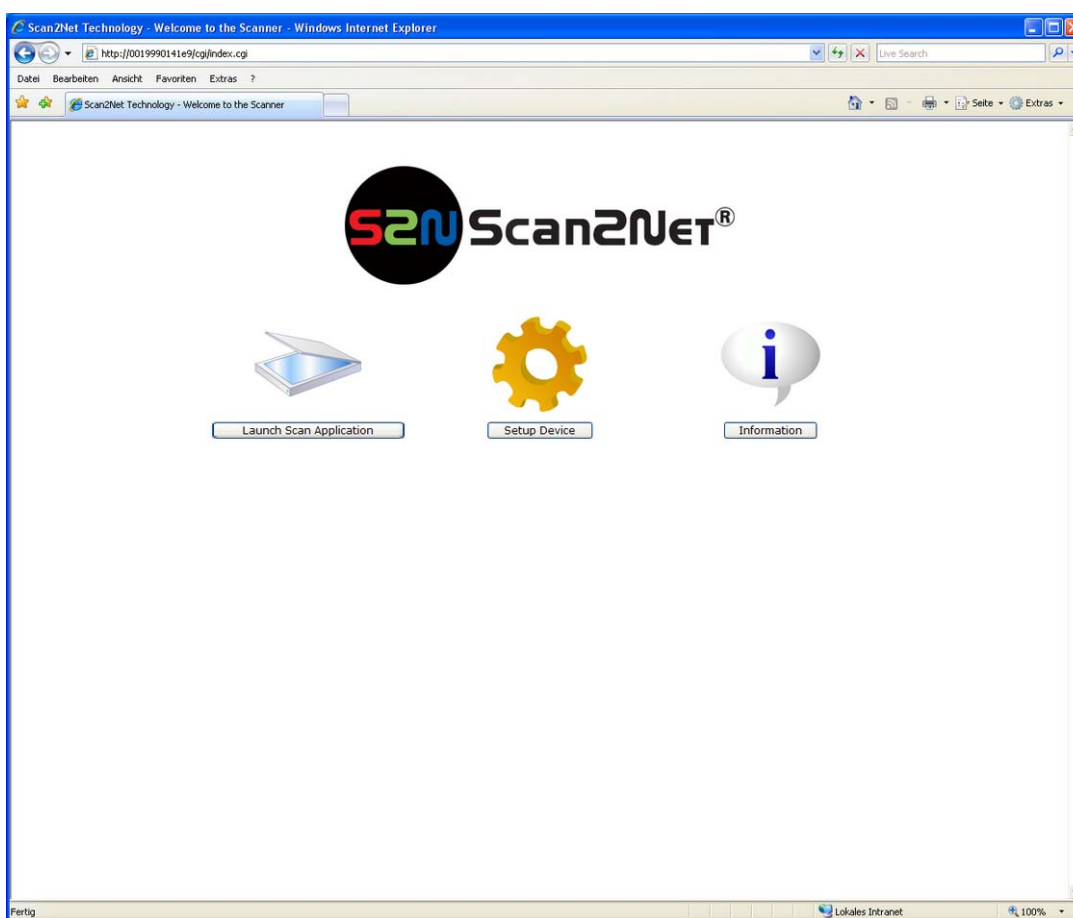 Scan2Net Technology - Welcome to the Scanner - Windows Internet Explorer
http://0019990141e9/cgi/index.cgi
Live Search
Datei Bearbeiten Ansicht Favoriten Extras ?
Scan2Net Technology - Welcome to the Scanner
Seite Extras
S2N Scan2Net®
i
Launch Scan Application Setup Device Information
Fertig Lokales Intranet 100%